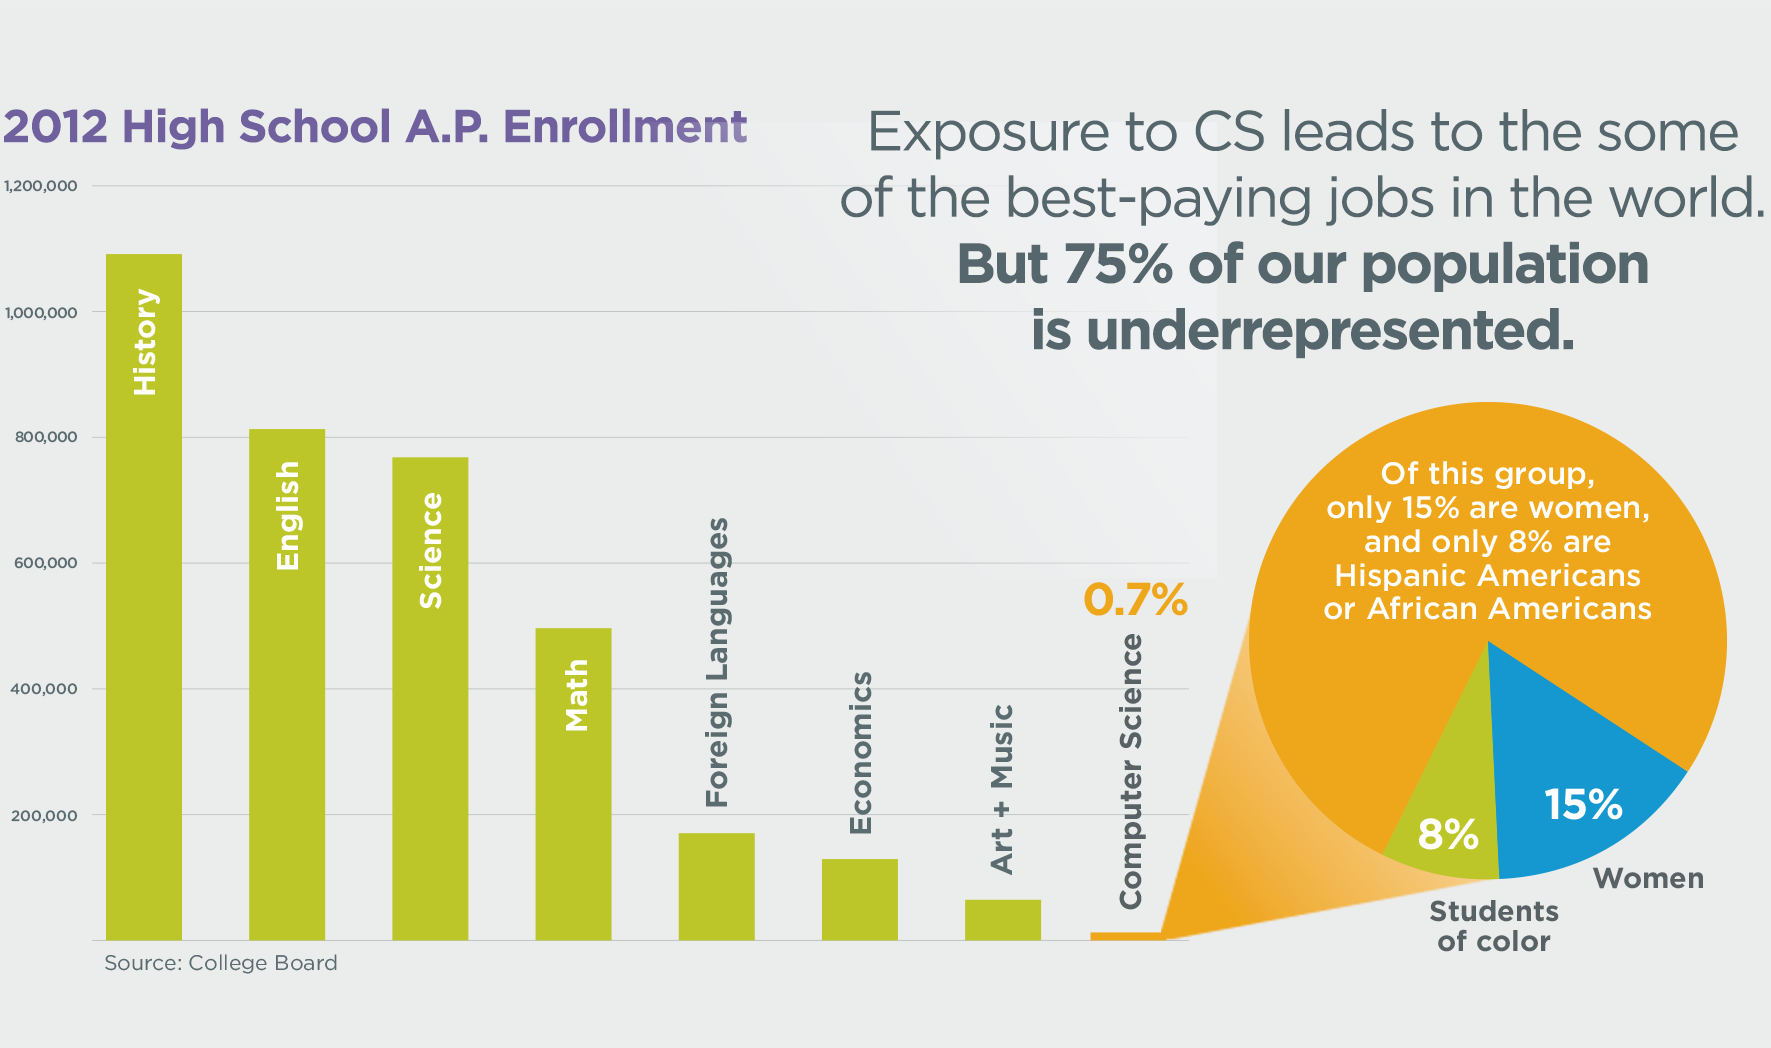 2012 High School A.P. Enrollment
Exposure to CS leads to the some
of the best-paying jobs in the world.
But 75% of our population
is underrepresented.
1,200,000
1,000,000
800,000
600,000
400,000
200,000
History
English
Science
Math
Foreign Languages
Economics
Art + Music
0.7%
Computer Science
Of this group,
only 15% are women,
and only 8% are
Hispanic Americans
or African Americans
8%
15%
Women
Students
of color
Source: College Board